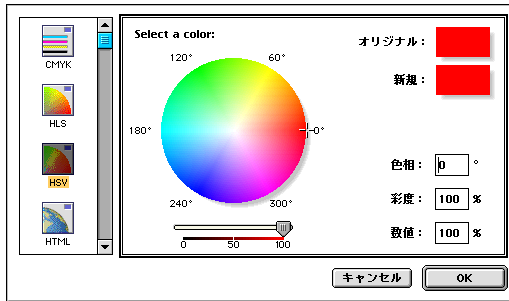 CMYK
HLS
HSV
HTML
Select a color:
120°
60°
180°
0°
240°
300°
0 50 100
オリジナル：
新規：
色相： 0 °
彩度： 100 %
数値： 100 %
キャンセル
OK